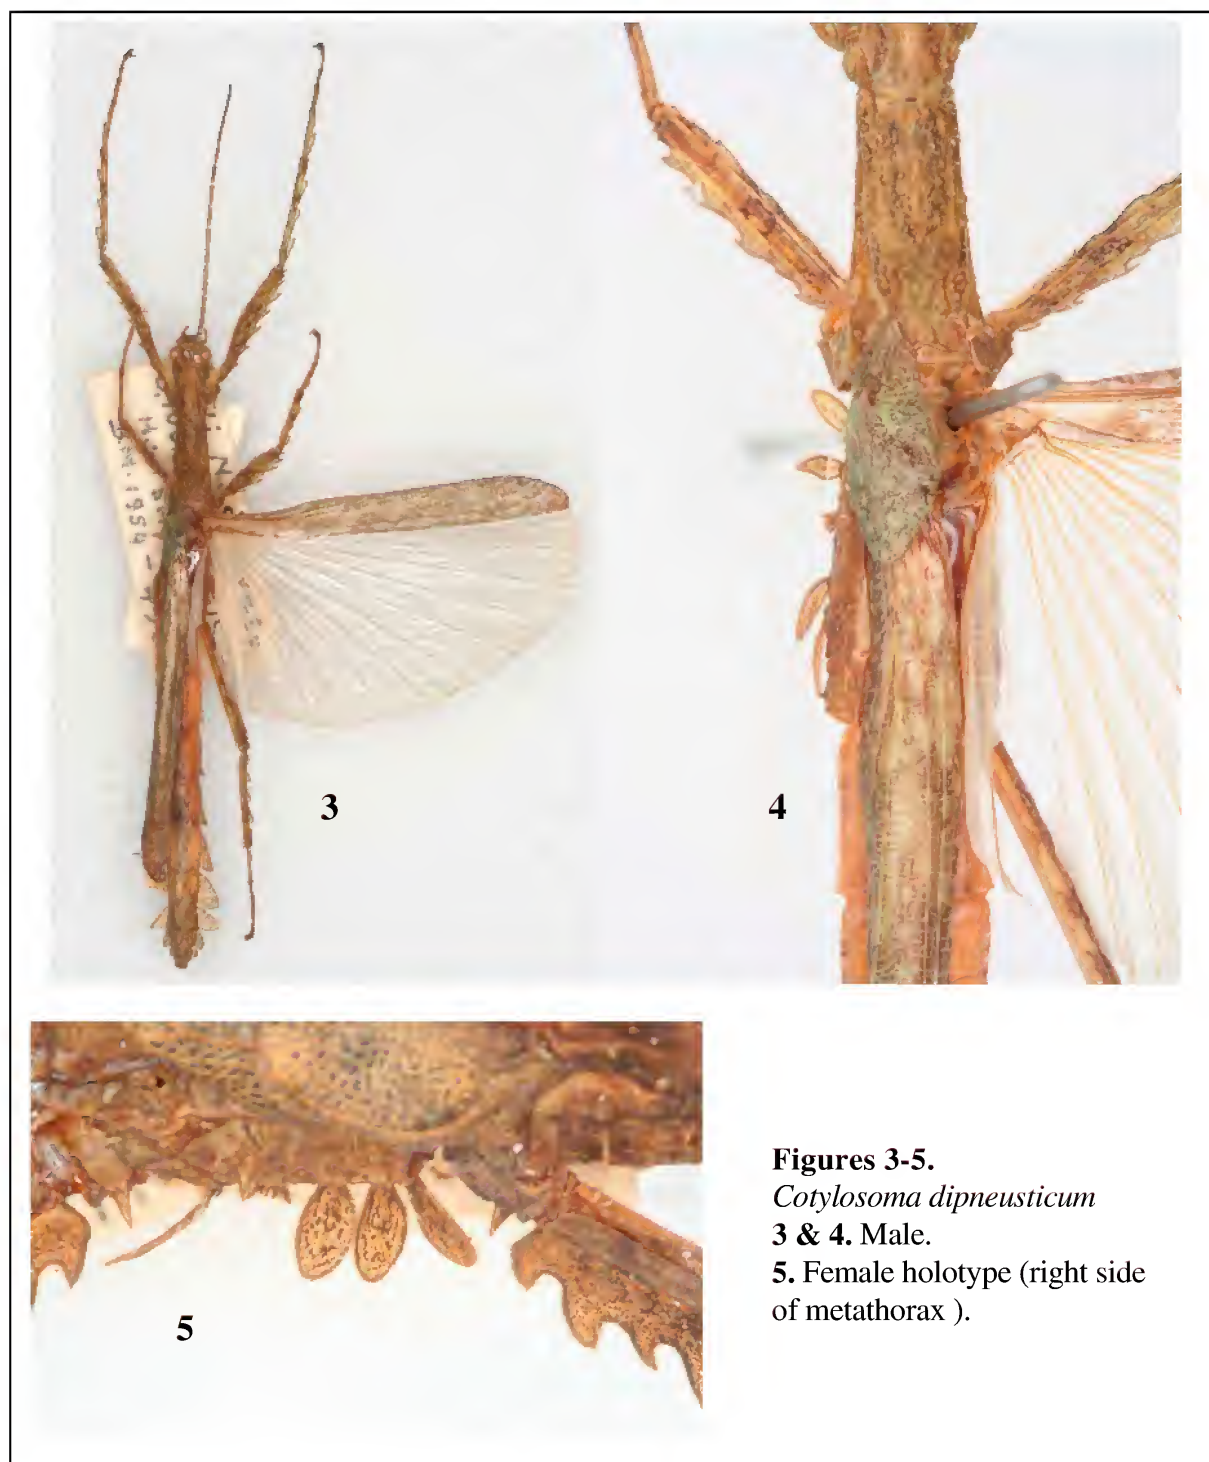 3
4
5
Figures 3-5.
Cotylosoma dipneusticum
3 & 4. Male.
5. Female holotype (right side
of metathorax ).